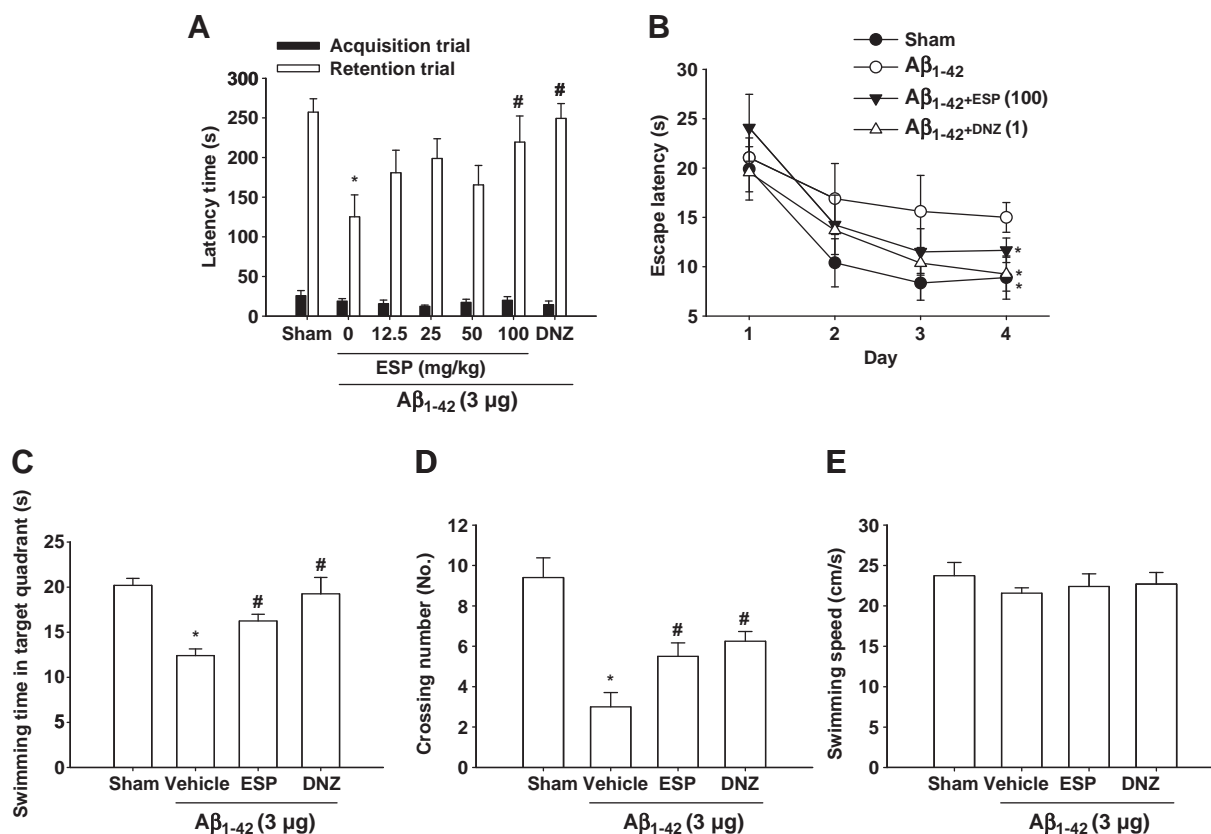 A
Acquisition trial
Retention trial
Latency time (s)
300
250
200
150
100
50
0
*
#
#
Sham
0
12.5
25
50
100
DNZ
ESP (mg/kg)
Aβ1-42 (3 µg)
B
Sham
Aβ1-42
Aβ1-42+ESP (100)
Aβ1-42+DNZ (1)
Escape latency (s)
30
25
20
15
10
5
*
*
*
1
2
3
4
Day
C
Swimming time in target quadrant (s)
25
20
15
10
5
0
*
#
#
Sham Vehicle ESP DNZ
Aβ1-42 (3 µg)
D
Crossing number (No.)
12
10
8
6
4
2
0
*
#
#
Sham Vehicle ESP DNZ
Aβ1-42 (3 µg)
E
Swimming speed (cm/s)
30
25
20
15
10
5
0
Sham Vehicle ESP DNZ
Aβ1-42 (3 µg)